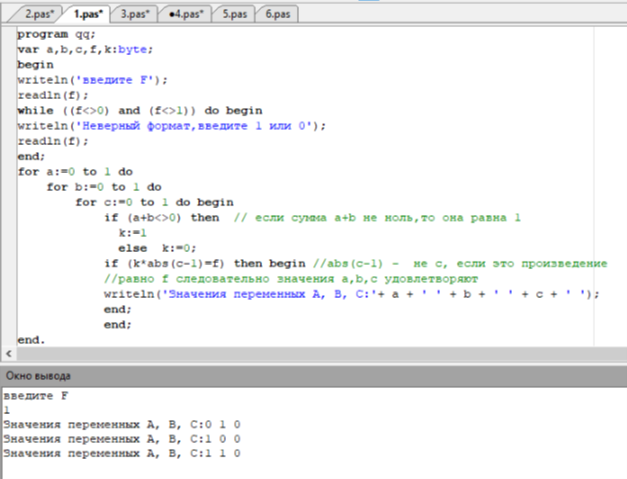 2.pas* 1.pas* 3.pas* ●4.pas* 5.pas 6.pas
program qq;
var a,b,c,f,k:byte;
begin
writeln('введите F');
readln(f);
while ((f<>0) and (f<>1)) do begin
writeln('Неверный формат,введите 1 или 0');
readln(f);
end;
for a:=0 to 1 do
for b:=0 to 1 do
for c:=0 to 1 do begin
if (a+b<>0) then // если сумма a+b не ноль,то она равна 1
k:=1
else k:=0;
if (k*abs(c-1)=f) then begin //abs(c-1) - не с, если это произведение
//равно f следовательно значения a,b,c удовлетворяют
writeln('Значения переменных A, B, C:'+ a + ' ' + b + ' ' + c + ' ');
end;
end;
end.
Окно вывода
введите F
1
Значения переменных A, B, C:0 1 0
Значения переменных A, B, C:1 0 0
Значения переменных A, B, C:1 1 0